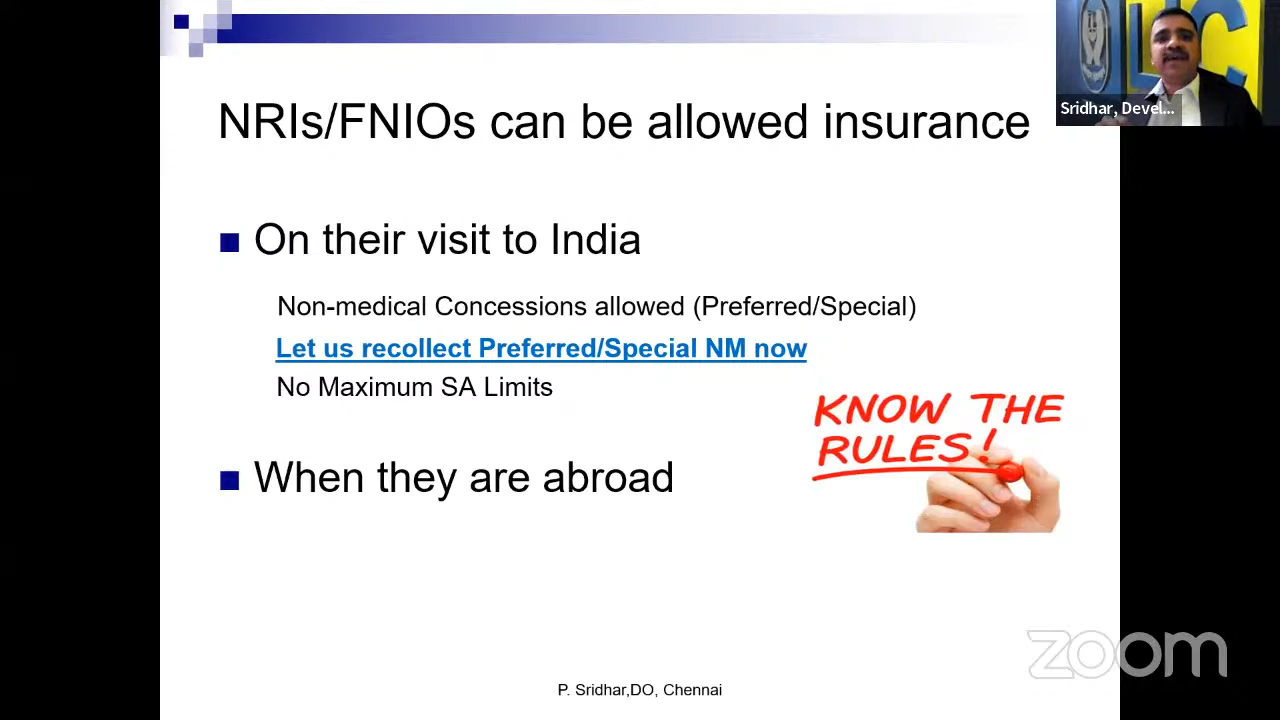 NRIs/FNIOs can be allowed insurance
On their visit to India
Non-medical Concessions allowed (Preferred/Special)
Let us recollect Preferred/Special NM now
No Maximum SA Limits
KNOW THE
RULES!
When they are abroad
P. Sridhar,DO, Chennai
LIC
Sridhar, Devel...
zoom